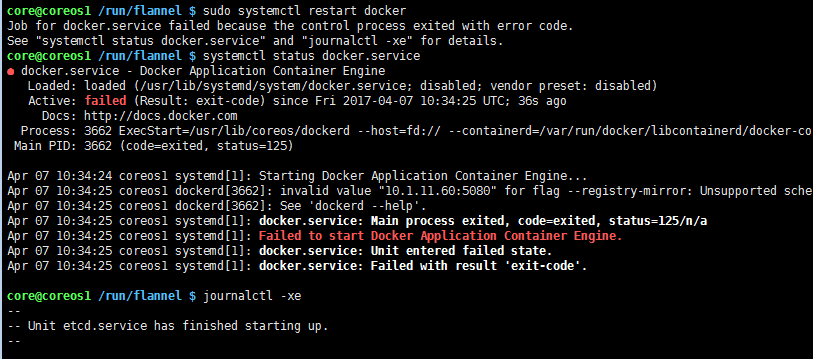 core@coreos1 /run/flannel $ sudo systemctl restart docker
Job for docker.service failed because the control process exited with error code.
See "systemctl status docker.service" and "journalctl -xe" for details.
core@coreos1 /run/flannel $ systemctl status docker.service
● docker.service - Docker Application Container Engine
   Loaded: loaded (/usr/lib/systemd/system/docker.service; disabled; vendor preset: disabled)
   Active: failed (Result: exit-code) since Fri 2017-04-07 10:34:25 UTC; 36s ago
     Docs: http://docs.docker.com
  Process: 3662 ExecStart=/usr/lib/coreos/dockerd --host=fd:// --containerd=/var/run/docker/libcontainerd/docker-co
 Main PID: 3662 (code=exited, status=125)

Apr 07 10:34:24 coreos1 systemd[1]: Starting Docker Application Container Engine...
Apr 07 10:34:25 coreos1 dockerd[3662]: invalid value "10.1.11.60:5080" for flag --registry-mirror: Unsupported sche
Apr 07 10:34:25 coreos1 dockerd[3662]: See 'dockerd --help'.
Apr 07 10:34:25 coreos1 systemd[1]: docker.service: Main process exited, code=exited, status=125/n/a
Apr 07 10:34:25 coreos1 systemd[1]: Failed to start Docker Application Container Engine.
Apr 07 10:34:25 coreos1 systemd[1]: docker.service: Unit entered failed state.
Apr 07 10:34:25 coreos1 systemd[1]: docker.service: Failed with result 'exit-code'.

core@coreos1 /run/flannel $ journalctl -xe
--
-- Unit etcd.service has finished starting up.
--